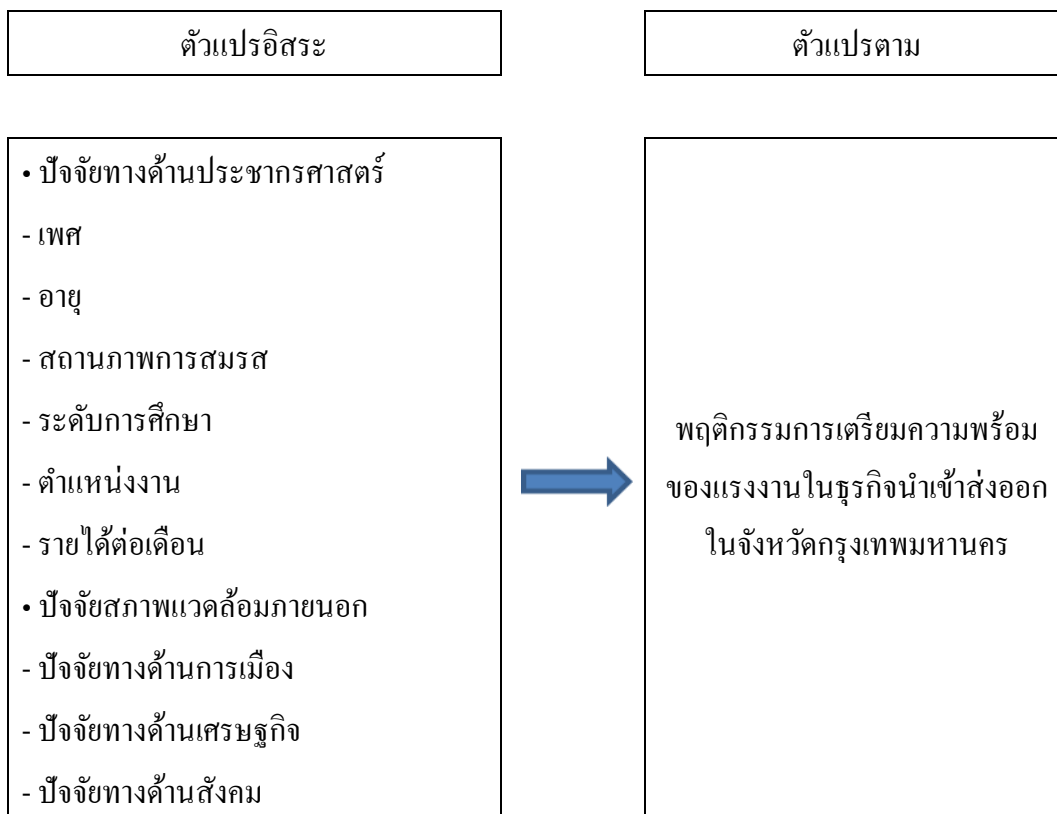 ตัวแปรอิสระ
ตัวแปรตาม
• ปัจจัยทางด้านประชากรศาสตร์
- เพศ
- อายุ
- สถานภาพการสมรส
- ระดับการศึกษา
- ตำแหน่งงาน
- รายได้ต่อเดือน
• ปัจจัยสภาพแวดล้อมภายนอก
- ปัจจัยทางด้านการเมือง
- ปัจจัยทางด้านเศรษฐกิจ
- ปัจจัยทางด้านสังคม
พฤติกรรมการเตรียมความพร้อม
ของแรงงานในธุรกิจนำเข้าส่งออก
ในจังหวัดกรุงเทพมหานคร